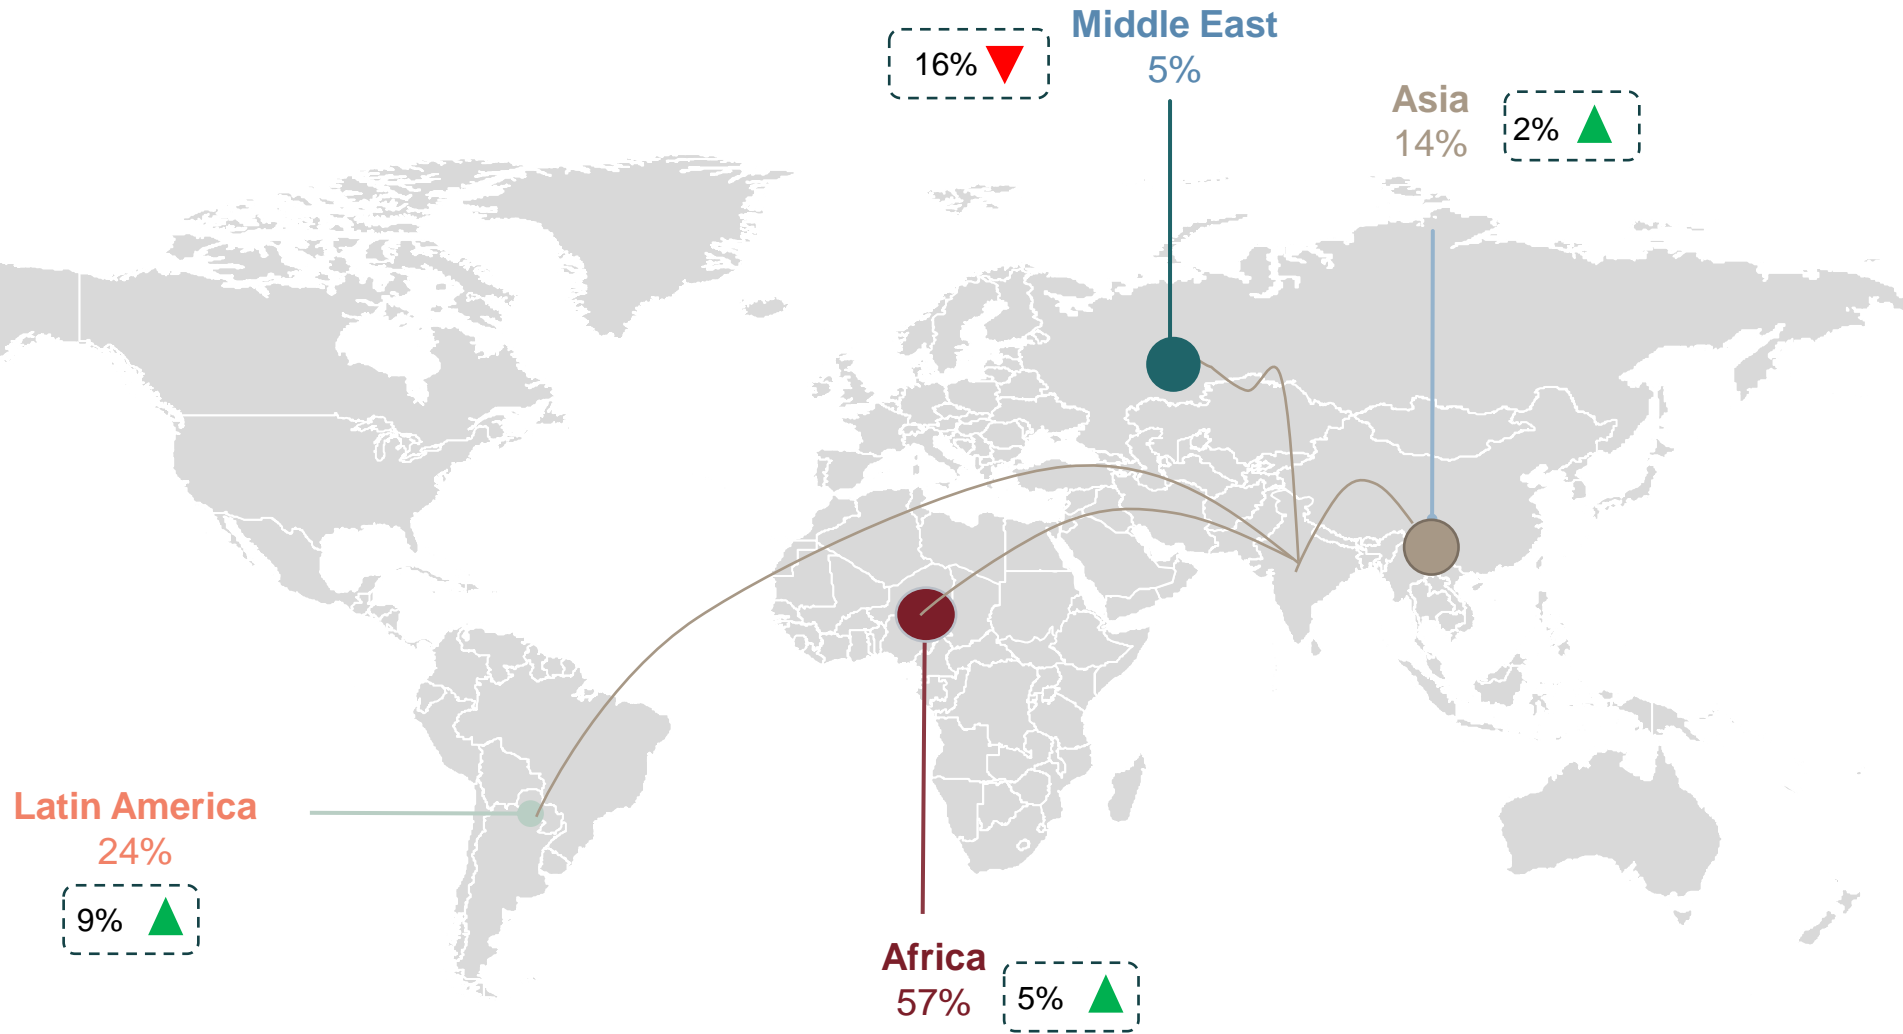 Middle East
5%
16%
Asia
14%
2%
Latin America
24%
9%
Africa
57%
5%